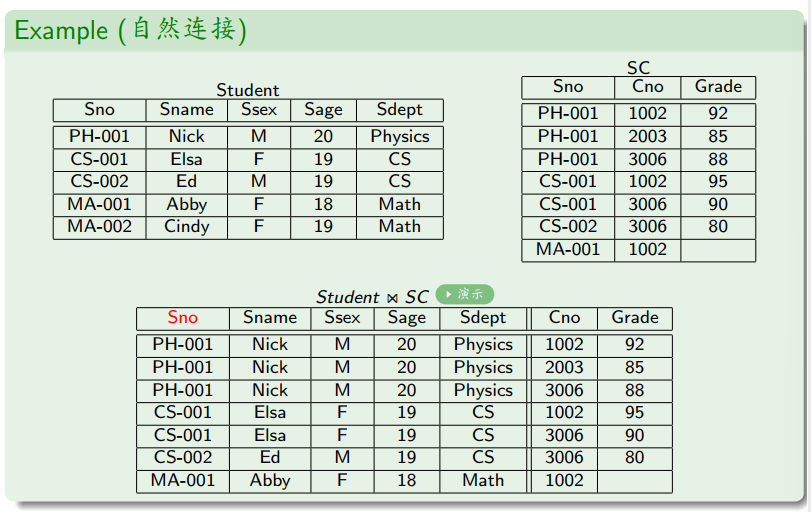 Example (自然连接)
Student
Sno Sname Ssex Sage Sdept
PH-001 Nick M 20 Physics
CS-001 Elsa F 19 CS
CS-002 Ed M 19 CS
MA-001 Abby F 18 Math
MA-002 Cindy F 19 Math
SC
Sno Cno Grade
PH-001 1002 92
PH-001 2003 85
PH-001 3006 88
CS-001 1002 95
CS-001 3006 90
CS-002 3006 80
MA-001 1002
Student ⋈ SC 演示
Sno Sname Ssex Sage Sdept Cno Grade
PH-001 Nick M 20 Physics 1002 92
PH-001 Nick M 20 Physics 2003 85
PH-001 Nick M 20 Physics 3006 88
CS-001 Elsa F 19 CS 1002 95
CS-001 Elsa F 19 CS 3006 90
CS-002 Ed M 19 CS 3006 80
MA-001 Abby F 18 Math 1002